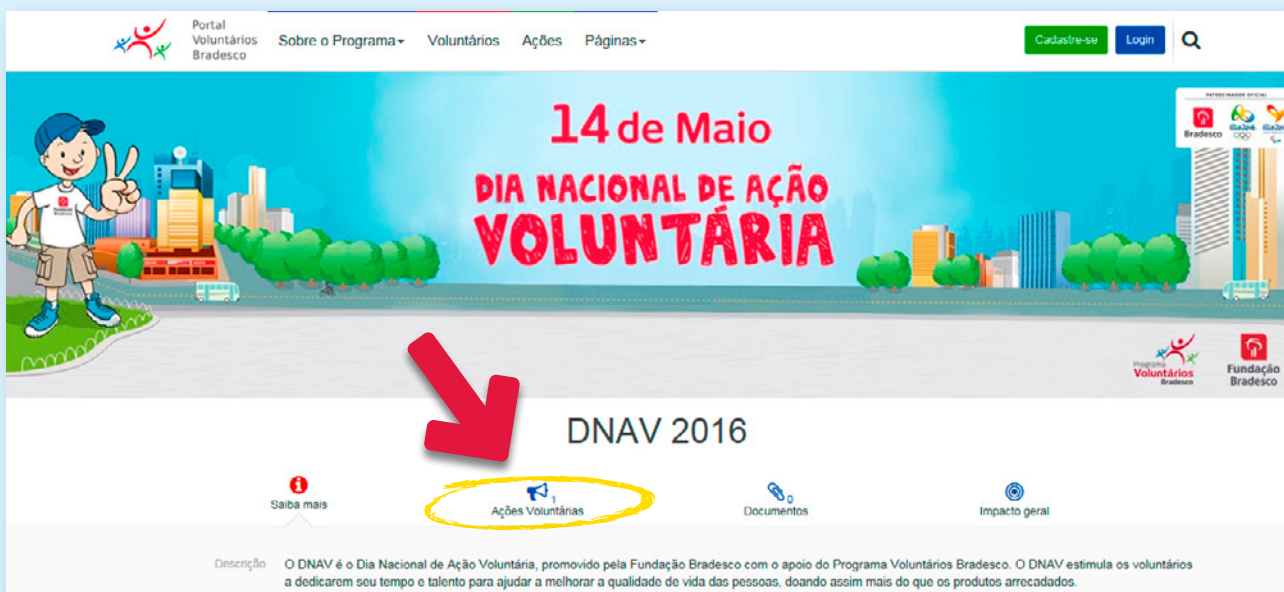 Portal
Voluntários
Bradesco
Sobre o Programa
Voluntários
Ações
Páginas
Cadastre-se
Login
14 de Maio
DIA NACIONAL DE AÇÃO
VOLUNTÁRIA
PATROCINADOR OFICIAL
Bradesco
Programa
Voluntários
Bradesco
Fundação
Bradesco
DNAV 2016
Saiba mais
1
Ações Voluntárias
0
Documentos
Impacto geral
Descrição
O DNAV é o Dia Nacional de Ação Voluntária, promovido pela Fundação Bradesco com o apoio do Programa Voluntários Bradesco. O DNAV estimula os voluntários
a dedicarem seu tempo e talento para ajudar a melhorar a qualidade de vida das pessoas, doando assim mais do que os produtos arrecadados.